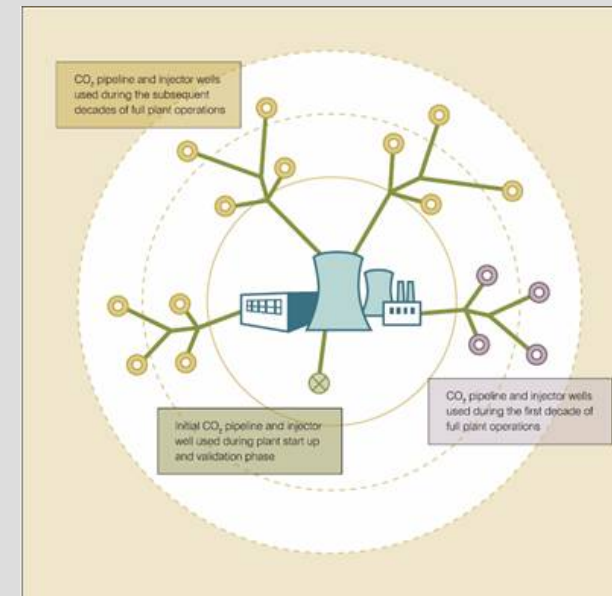 CO₂ pipeline and injector wells
used during the subsequent
decades of full plant operations
CO₂ pipeline and injector wells
used during the first decade of
full plant operations
Initial CO₂ pipeline and injector
well used during plant start up
and validation phase